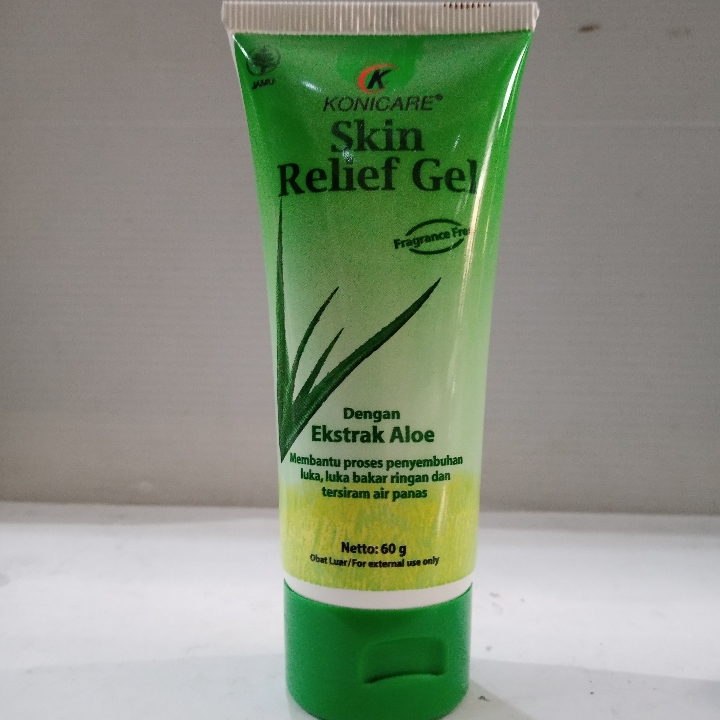 JAMU
K
KONICARE®
Skin
Relief Gel
Fragrance Free
Dengan
Ekstrak Aloe
Membantu proses penyembuhan
luka, luka bakar ringan dan
tersiram air panas
Netto: 60 g
Obat Luar/For external use only